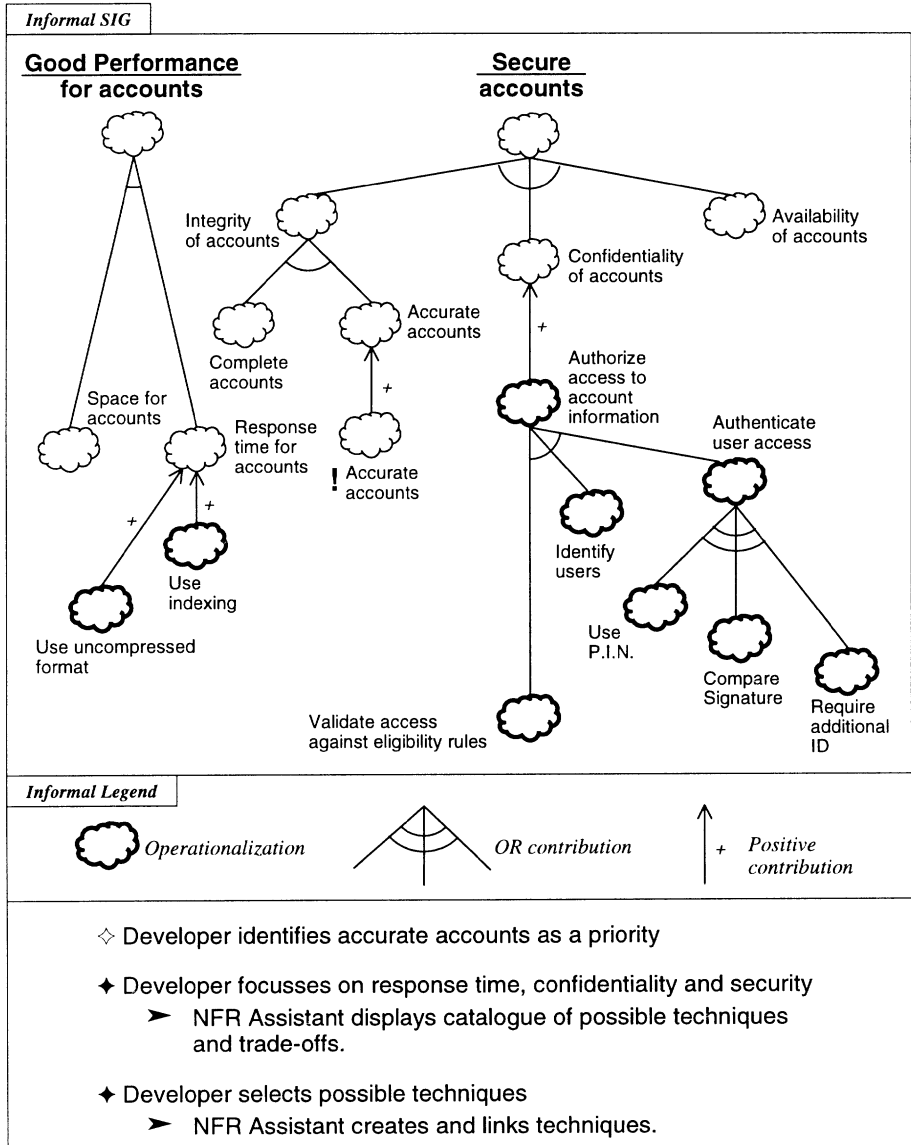 Informal SIG
Good Performance
for accounts
Secure
accounts
Integrity
of accounts
Availability
of accounts
Confidentiality
of accounts
Accurate
accounts
Complete
accounts
+
+
Authorize
access to
account
information
Space for
accounts
Response
time for
accounts
Authenticate
user access
! Accurate
accounts
+
+
Use
indexing
Identify
users
Use uncompressed
format
Use
P.I.N.
Compare
Signature
Require
additional
ID
Validate access
against eligibility rules
Informal Legend
Operationalization
OR contribution
+ Positive
contribution
✧ Developer identifies accurate accounts as a priority
✦ Developer focusses on response time, confidentiality and security
➤ NFR Assistant displays catalogue of possible techniques
and trade-offs.
✦ Developer selects possible techniques
➤ NFR Assistant creates and links techniques.